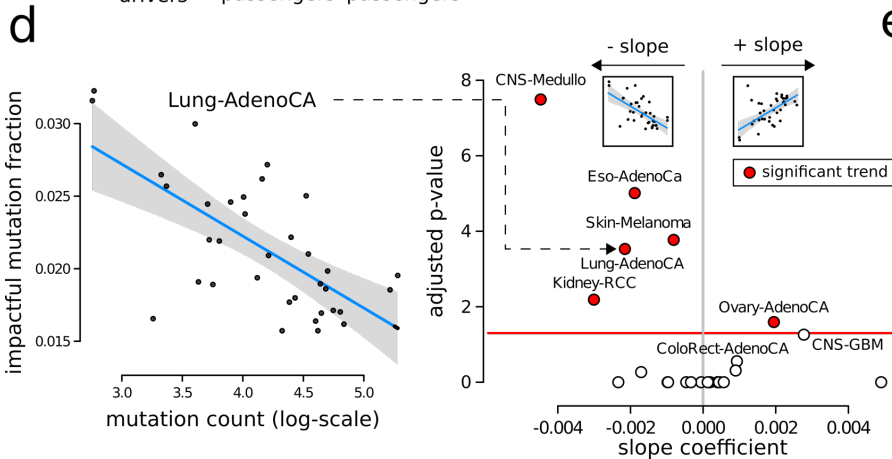 d
e
- slope
+ slope
CNS-Medullo
Lung-AdenoCA
significant trend
Eso-AdenoCa
Skin-Melanoma
Lung-AdenoCA
Kidney-RCC
Ovary-AdenoCA
CNS-GBM
ColoRect-AdenoCA
impactful mutation fraction
0.030
0.025
0.020
0.015
3.0 3.5 4.0 4.5 5.0
mutation count (log-scale)
adjusted p-value
8
6
4
2
0
-0.004 -0.002 0.000 0.002 0.004
slope coefficient